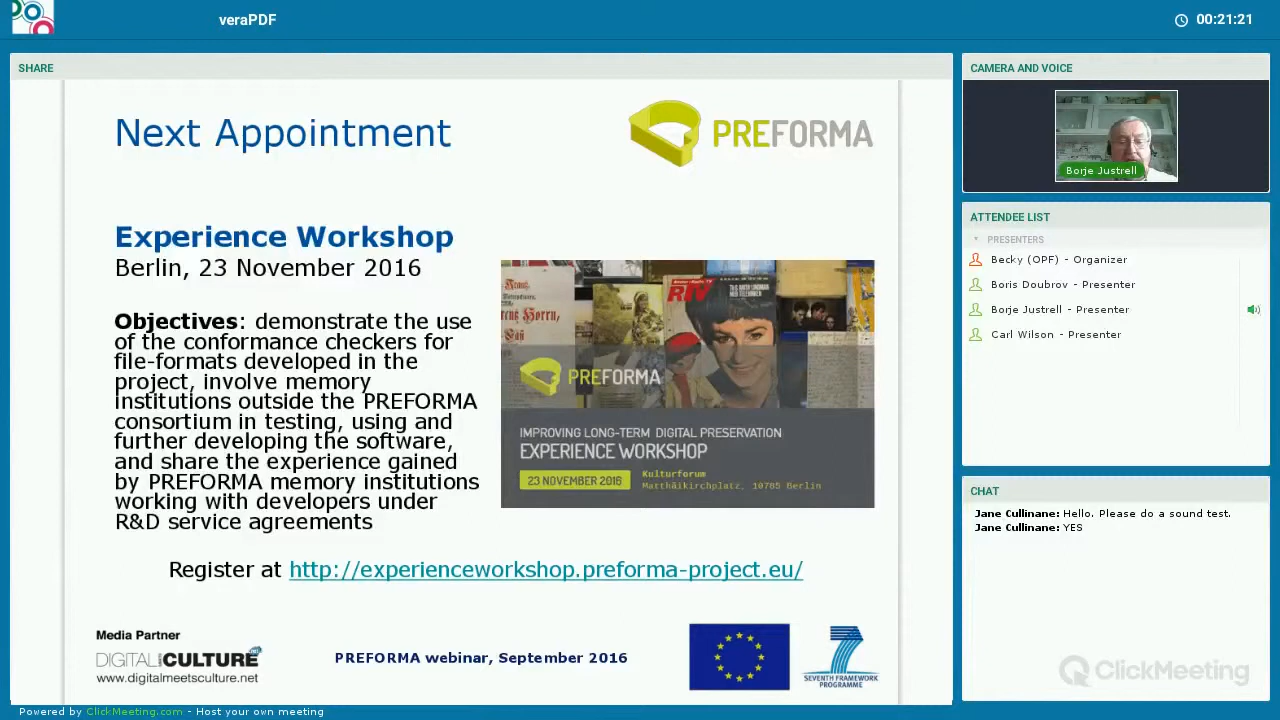 veraPDF
00:21:21
SHARE
Next Appointment
PREFORMA
Experience Workshop
Berlin, 23 November 2016
Objectives: demonstrate the use
of the conformance checkers for
file-formats developed in the
project, involve memory
institutions outside the PREFORMA
consortium in testing, using and
further developing the software,
and share the experience gained
by PREFORMA memory institutions
working with developers under
R&D service agreements
RTV
PREFORMA
IMPROVING LONG-TERM DIGITAL PRESERVATION
EXPERIENCE WORKSHOP
23 NOVEMBER 2016
Kulturforum
Matthäikirchplatz, 10785 Berlin
Register at http://experienceworkshop.preforma-project.eu/
Media Partner
DIGITAL meets CULTURE .net
www.digitalmeetsculture.net
PREFORMA webinar, September 2016
SEVENTH FRAMEWORK
PROGRAMME
CAMERA AND VOICE
Borje Justrell
ATTENDEE LIST
PRESENTERS
Becky (OPF) - Organizer
Boris Doubrov - Presenter
Borje Justrell - Presenter
Carl Wilson - Presenter
CHAT
Jane Cullinane: Hello. Please do a sound test.
Jane Cullinane: YES
ClickMeeting
Powered by ClickMeeting.com - Host your own meeting